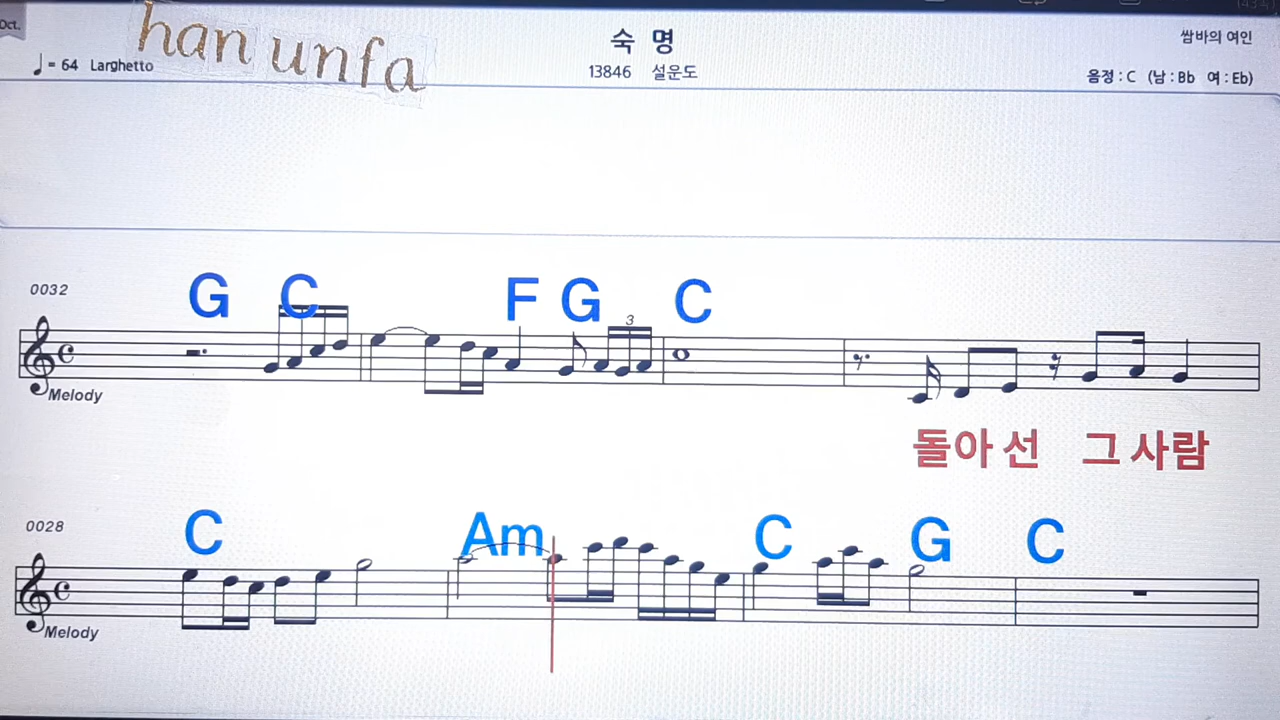 Oct.
han unfa
숙 명
쌈바의 여인
♩= 64 Larghetto
13846 설운도
음정 : C (남 : Bb 여 : Eb)
0032
G C F G C
3
Melody
돌아 선 그 사람
0028
C Am C G C
Melody